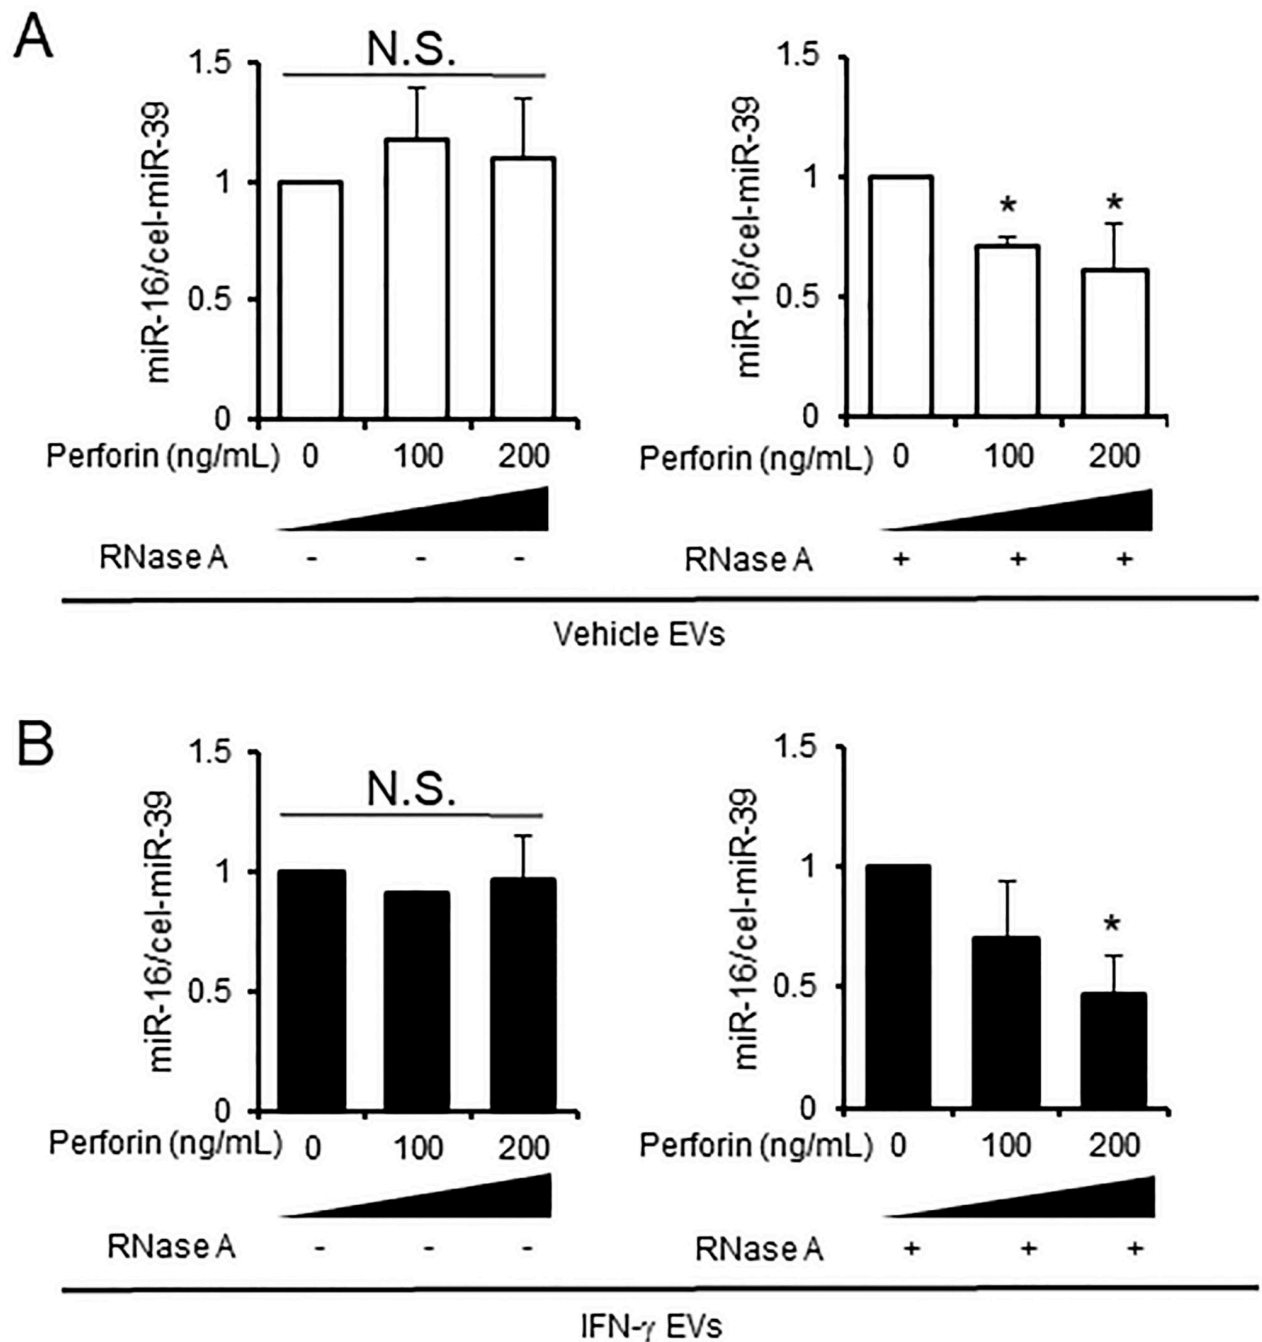 A
N.S.
1.5
1
0.5
0
miR-16/cel-miR-39
Perforin (ng/mL) 0 100 200
RNase A - - -
1.5
1
0.5
0
miR-16/cel-miR-39
* *
Perforin (ng/mL) 0 100 200
RNase A + + +
Vehicle EVs
B
N.S.
1.5
1
0.5
0
miR-16/cel-miR-39
Perforin (ng/mL) 0 100 200
RNase A - - -
1.5
1
0.5
0
miR-16/cel-miR-39
*
Perforin (ng/mL) 0 100 200
RNase A + + +
IFN-γ EVs